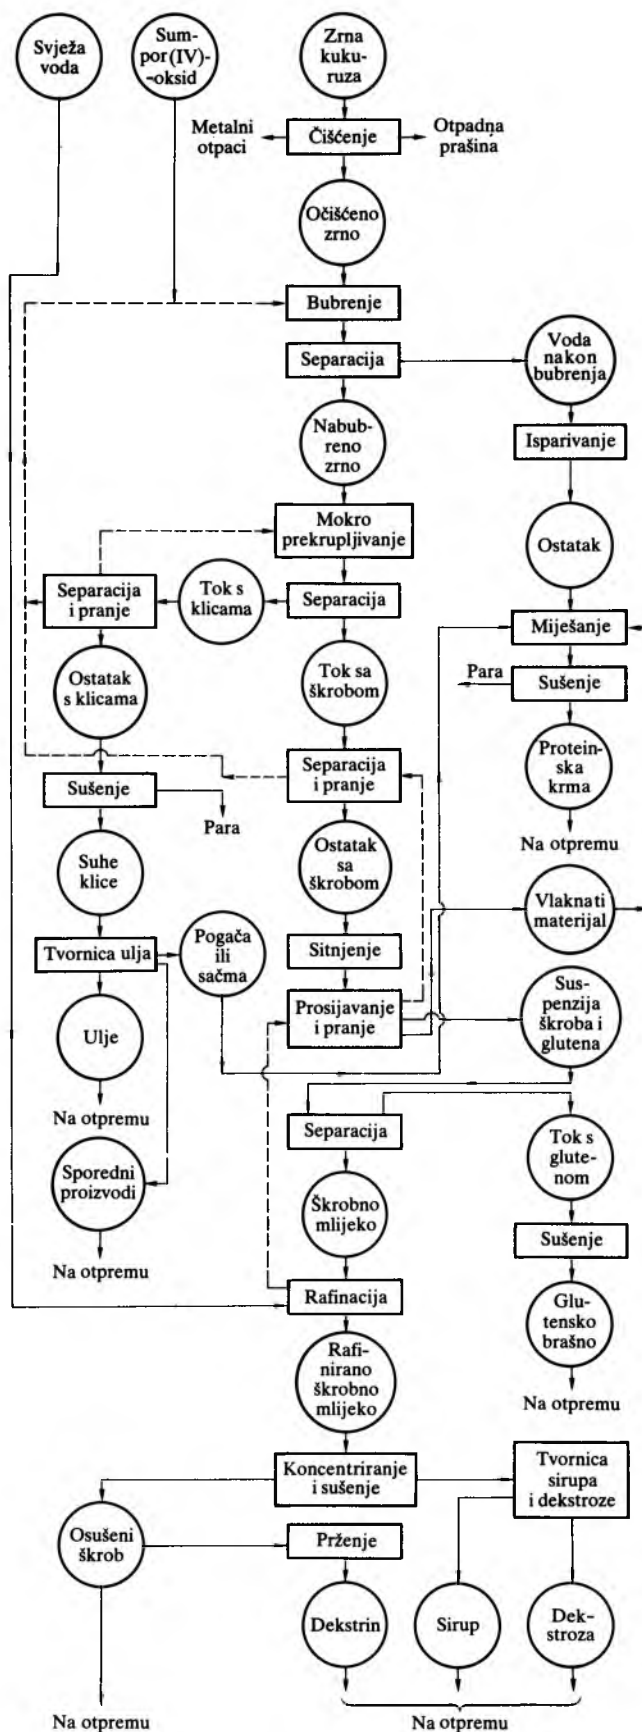 Svježa
voda
Sum-
por(IV)-
-oksid
Zrna
kuku-
ruza
Metalni
otpaci
Čišćenje
Otpadna
prašina
Očišćeno
zrno
Bubrenje
Separacija
Voda
nakon
bubrenja
Nabub-
reno
zrno
Isparivanje
Mokro
prekrupljivanje
Ostatak
Separacija
i pranje
Tok s
klicama
Separacija
Miješanje
Ostatak
s klicama
Tok sa
škrobom
Para
Sušenje
Sušenje
Separacija
i pranje
Protein-
ska
krma
Para
Na otpremu
Suhe
klice
Ostatak
sa
škrobom
Vlaknati
materijal
Tvornica ulja
Pogača
ili
sačma
Sitnjenje
Ulje
Prosijavanje
i pranje
Suspen-
zija
škroba i
glutena
Na otpremu
Separacija
Tok s
glute-
nom
Sporedni
proizvodi
Škrobno
mlijeko
Sušenje
Na otpremu
Rafinacija
Glu-
tensko
brašno
Rafi-
nirano
škrobno
mlijeko
Na otpremu
Koncentriranje
i sušenje
Tvornica
sirupa
i dekstroze
Osušeni
škrob
Prženje
Dekstrin
Sirup
Dek-
stroza
Na otpremu
Na otpremu